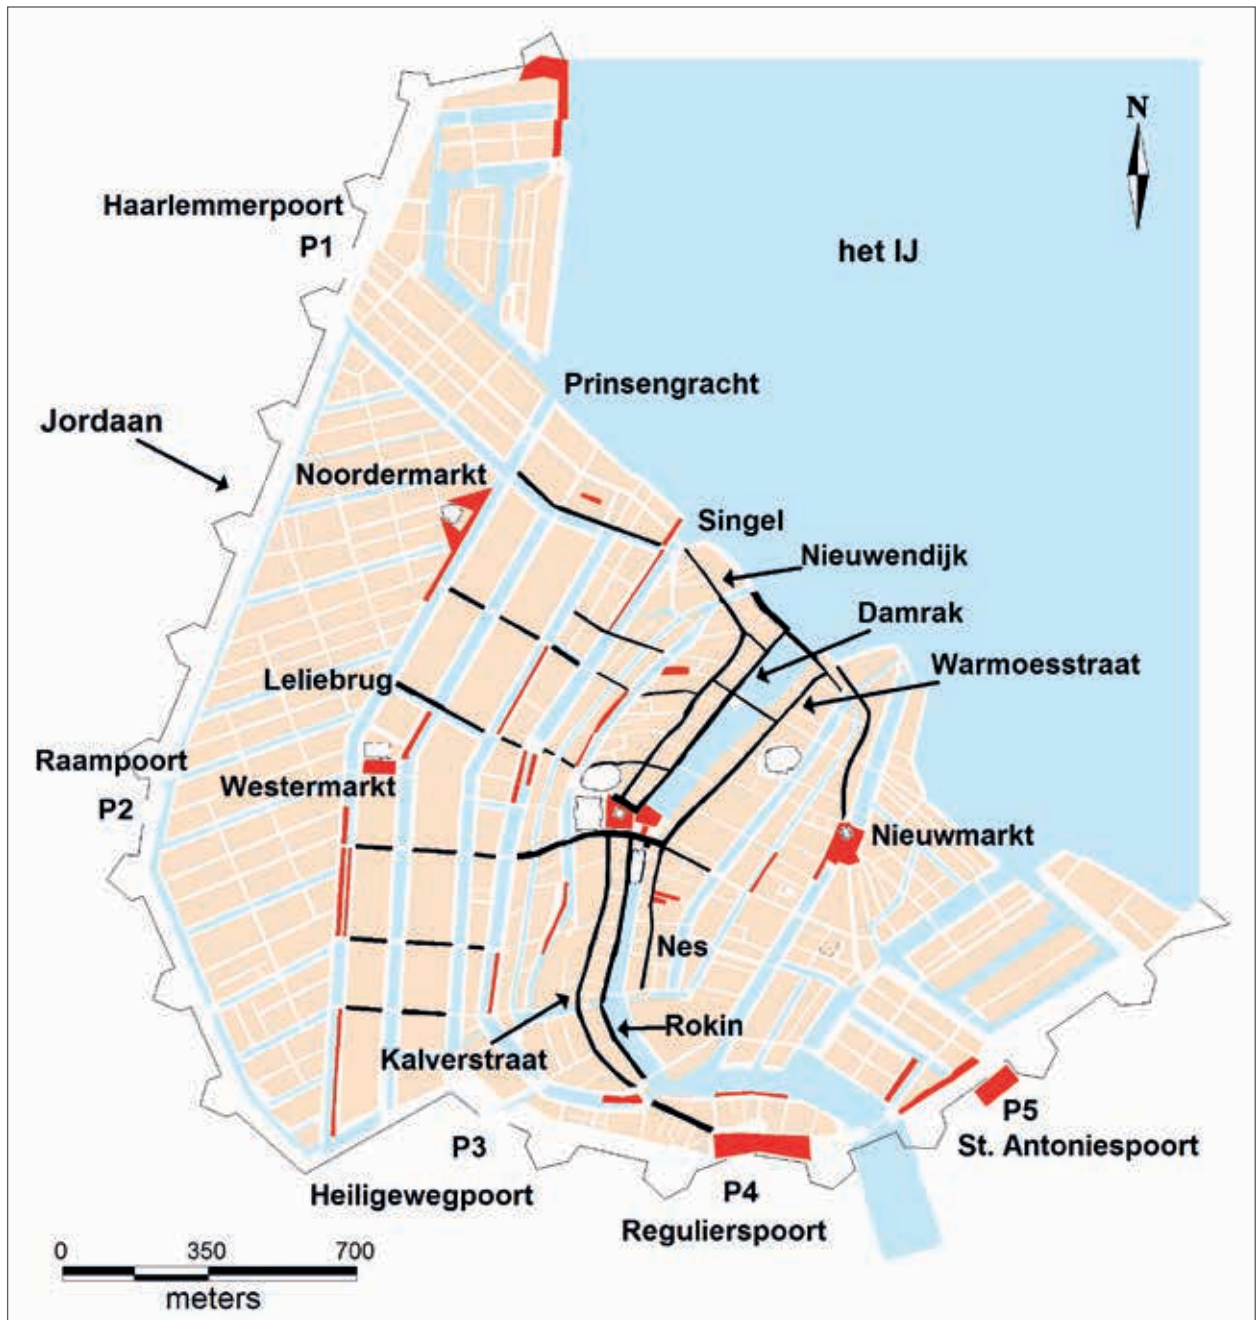 N
Haarlemmerpoort
P1
het IJ
Prinsengracht
Jordaan
Noordermarkt
Singel
Nieuwendijk
Damrak
Warmoesstraat
Leliebrug
Raampoort
P2
Westermarkt
Nieuwmarkt
Nes
Rokin
Kalverstraat
P3
Heiligewegpoort
P4
Regulierspoort
P5
St. Antoniespoort
0 350 700
meters